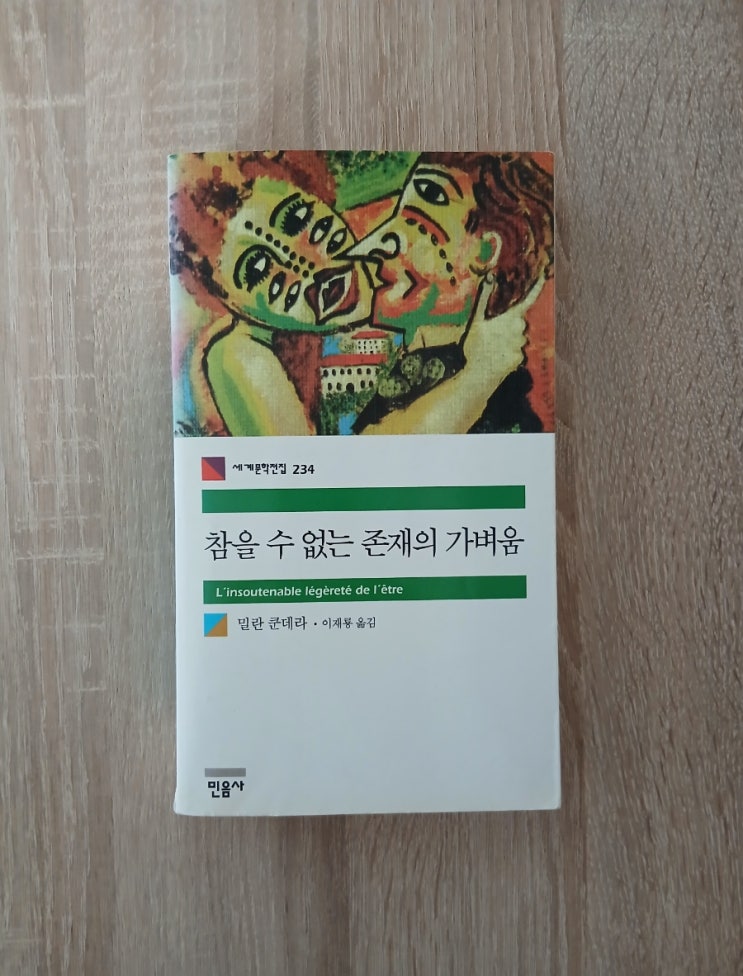 세계문학전집 234
참을 수 없는 존재의 가벼움
L'insoutenable légèreté de l'être
밀란 쿤데라 · 이재룡 옮김
민음사